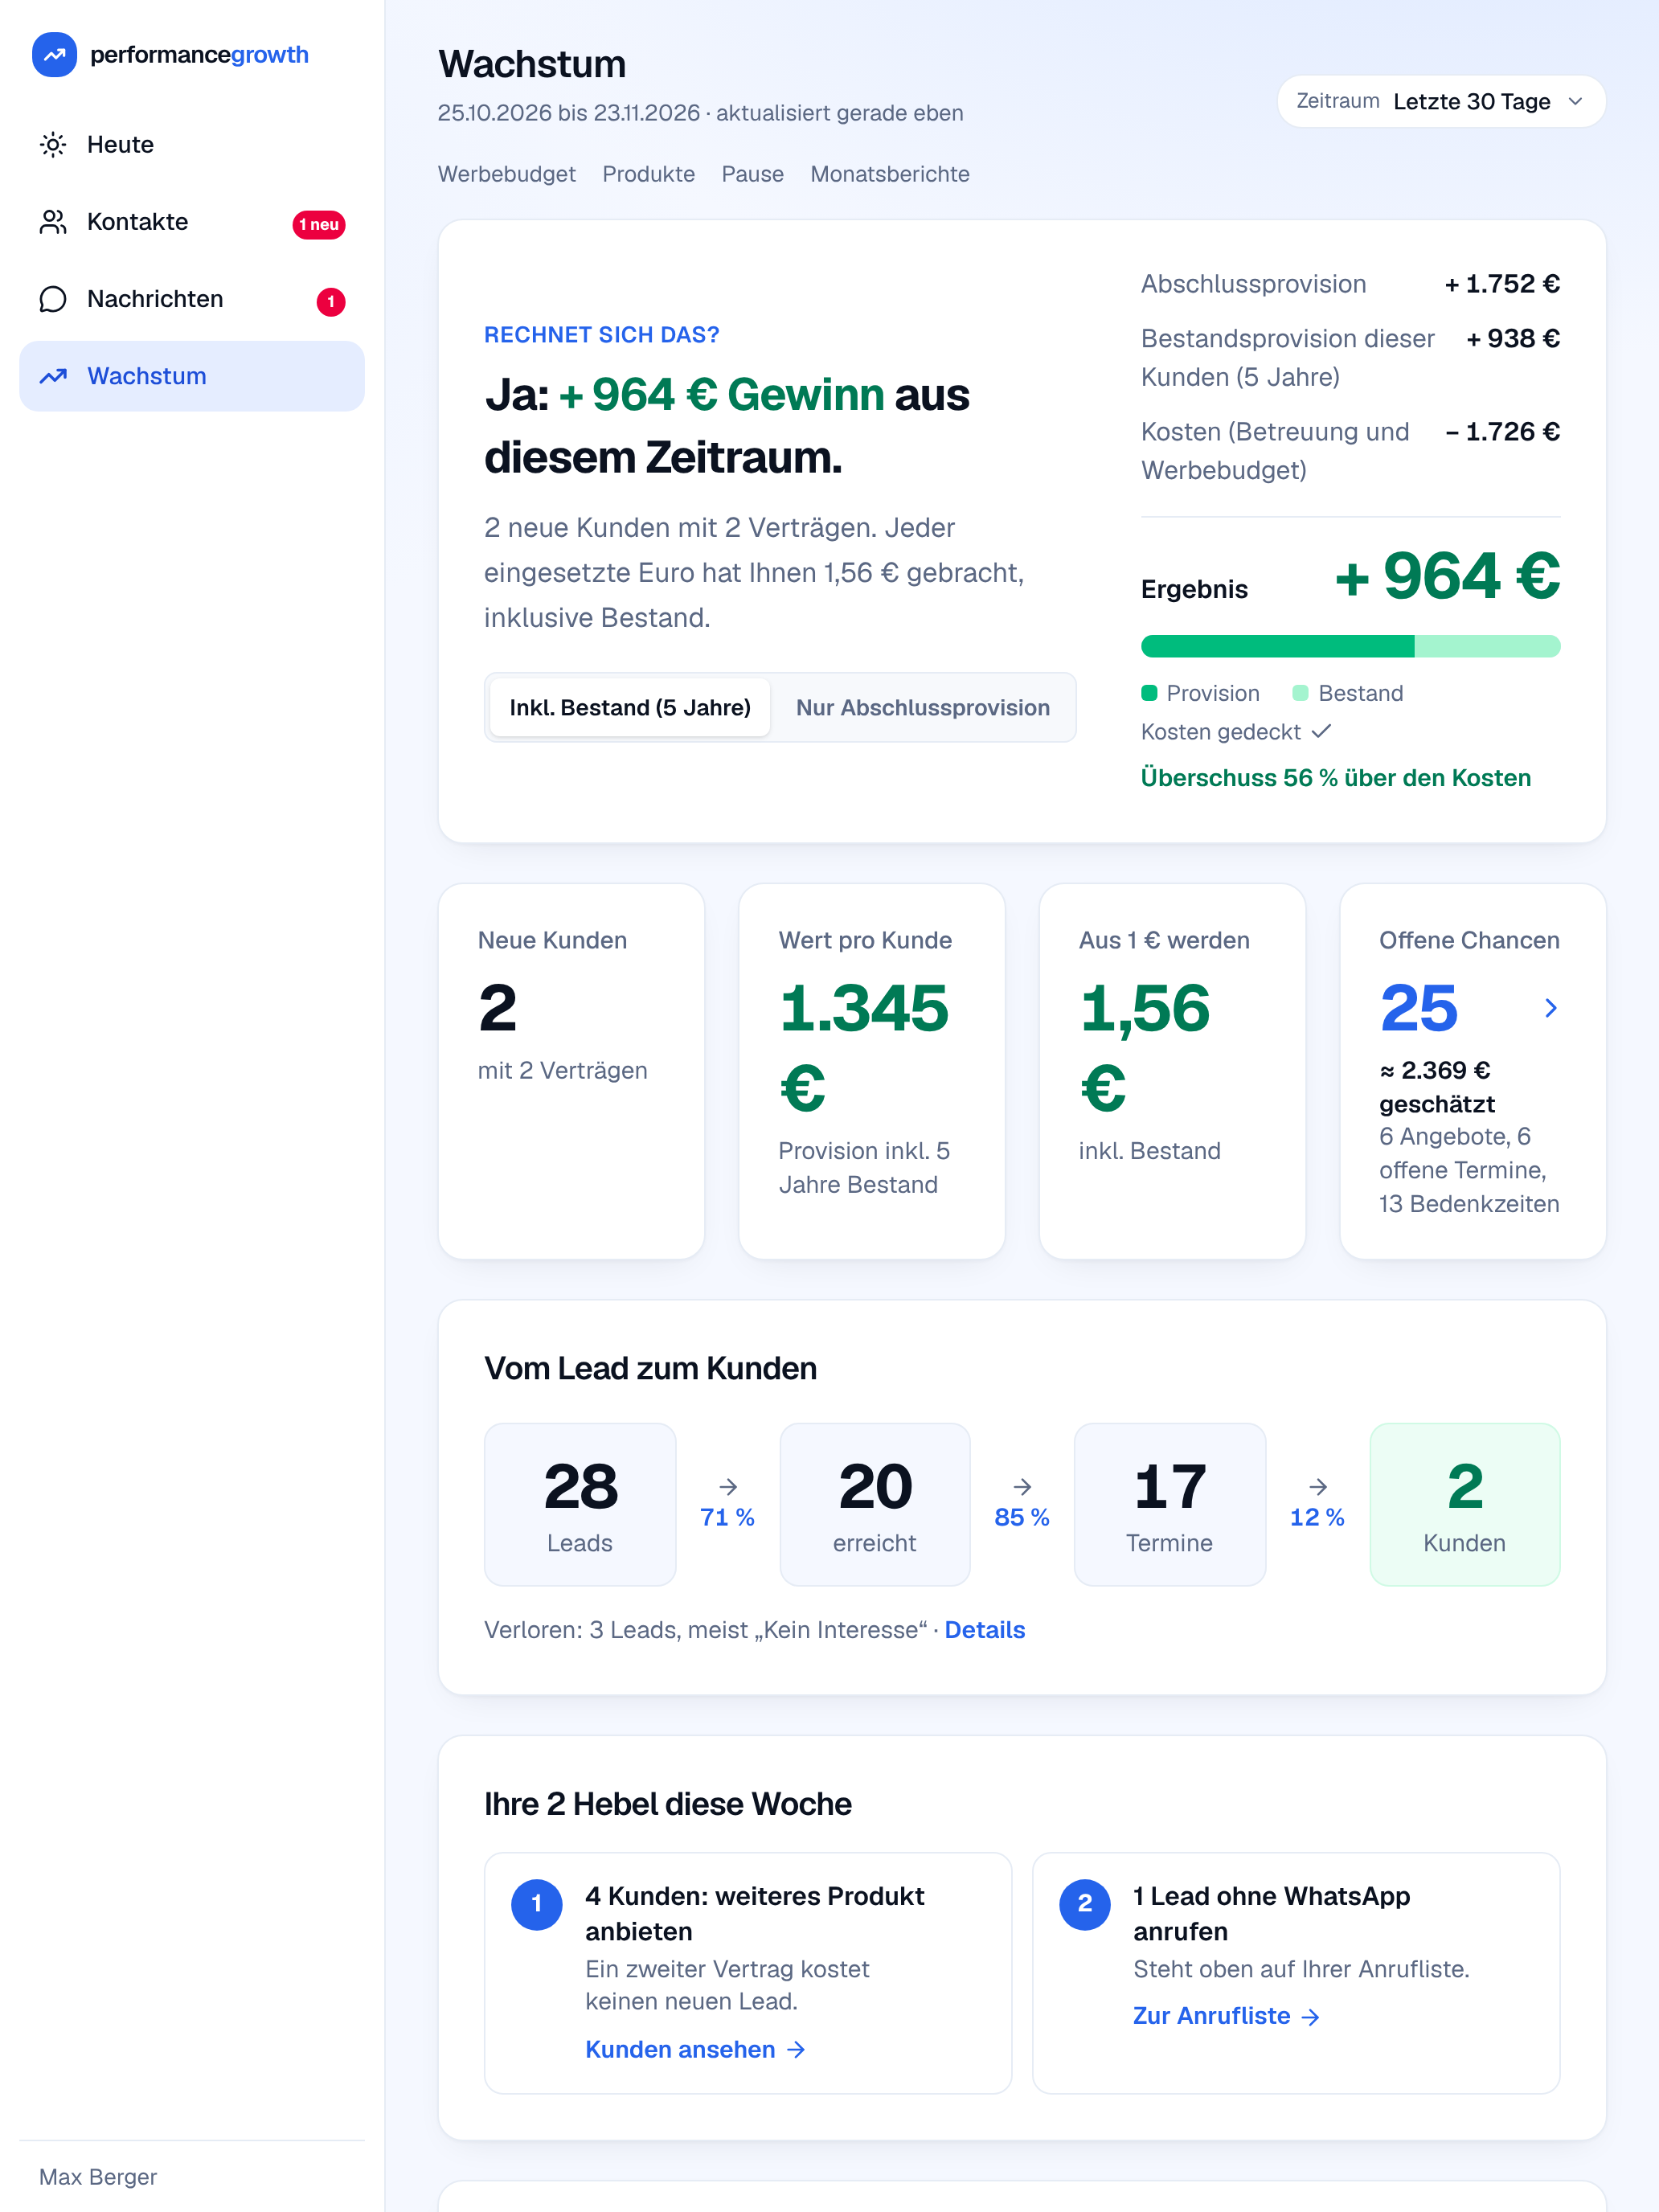 performancegrowth
Heute
Kontakte
1 neu
Nachrichten
1
Wachstum
Max Berger
Wachstum
25.10.2026 bis 23.11.2026 · aktualisiert gerade eben
Zeitraum Letzte 30 Tage
Werbebudget Produkte Pause Monatsberichte
RECHNET SICH DAS?
Ja: + 964 € Gewinn aus
diesem Zeitraum.
2 neue Kunden mit 2 Verträgen. Jeder
eingesetzte Euro hat Ihnen 1,56 € gebracht,
inklusive Bestand.
Inkl. Bestand (5 Jahre) Nur Abschlussprovision
Abschlussprovision + 1.752 €
Bestandsprovision dieser + 938 €
Kunden (5 Jahre)
Kosten (Betreuung und − 1.726 €
Werbebudget)
Ergebnis + 964 €
Provision Bestand
Kosten gedeckt
Überschuss 56 % über den Kosten
Neue Kunden
2
mit 2 Verträgen
Wert pro Kunde
1.345
€
Provision inkl. 5
Jahre Bestand
Aus 1 € werden
1,56
€
inkl. Bestand
Offene Chancen
25
≈ 2.369 €
geschätzt
6 Angebote, 6
offene Termine,
13 Bedenkzeiten
Vom Lead zum Kunden
28
Leads
→
71 %
20
erreicht
→
85 %
17
Termine
→
12 %
2
Kunden
Verloren: 3 Leads, meist „Kein Interesse“ · Details
Ihre 2 Hebel diese Woche
1
4 Kunden: weiteres Produkt
anbieten
Ein zweiter Vertrag kostet
keinen neuen Lead.
Kunden ansehen →
2
1 Lead ohne WhatsApp
anrufen
Steht oben auf Ihrer Anrufliste.
Zur Anrufliste →